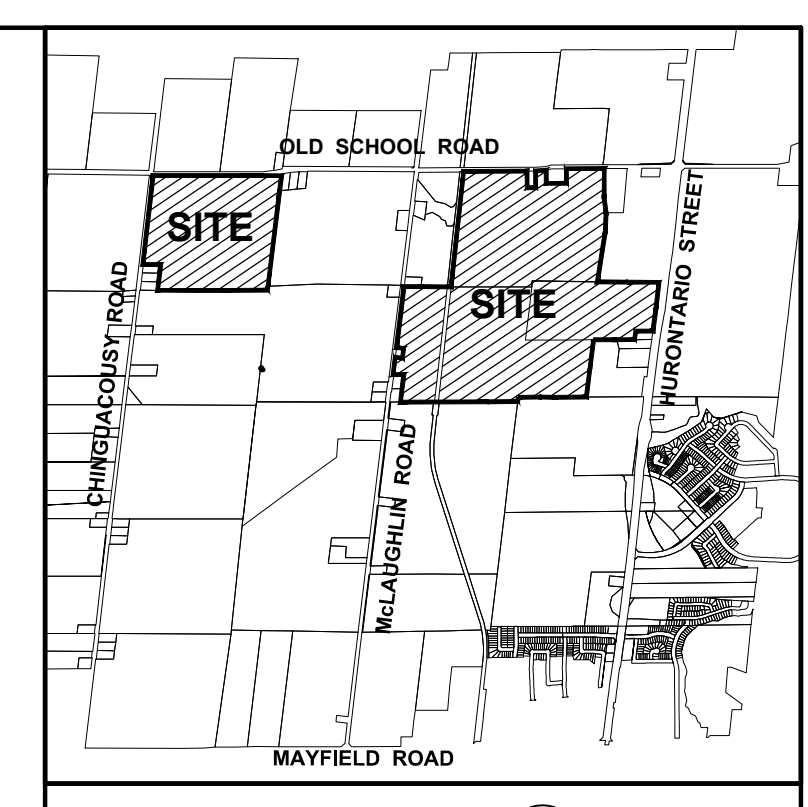 OLD SCHOOL ROAD
SITE
SITE
CHINGUACOUSY ROAD
HURONTARIO STREET
McLAUGHLIN ROAD
MAYFIELD ROAD